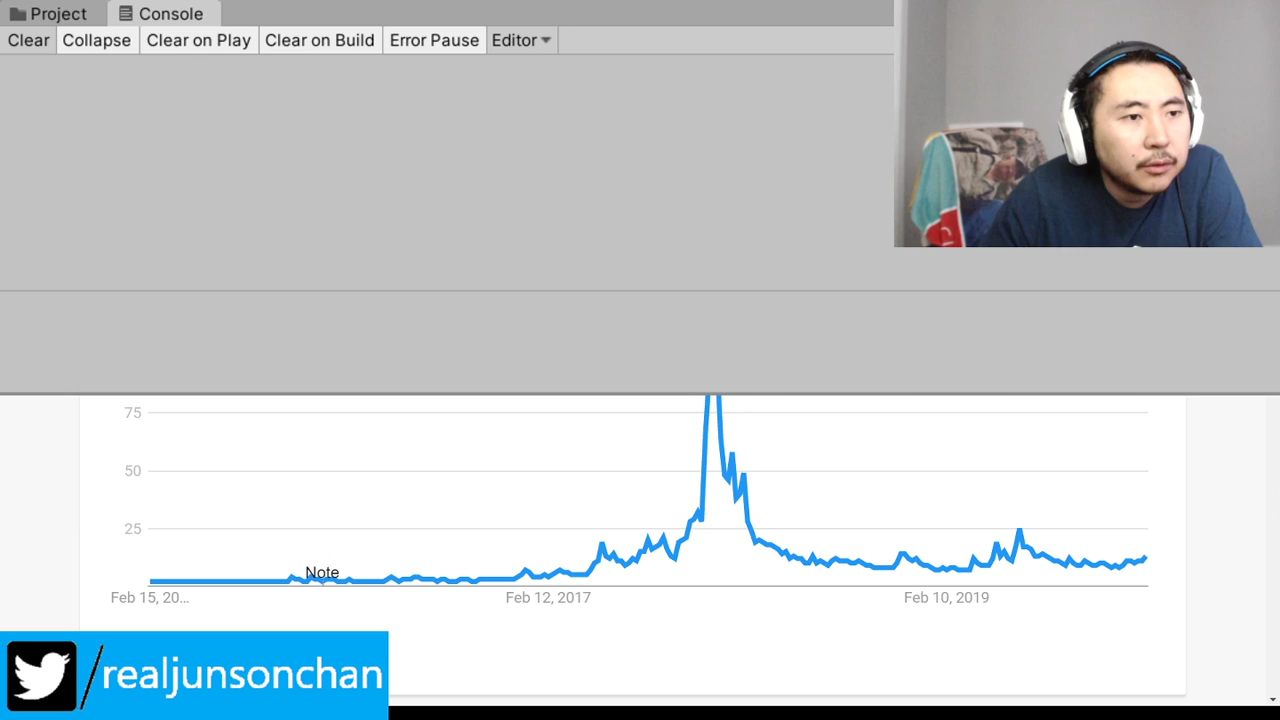 Project Console
Clear Collapse Clear on Play Clear on Build Error Pause Editor
75
50
25
Note
Feb 15, 20... Feb 12, 2017 Feb 10, 2019
/realjunsonchan